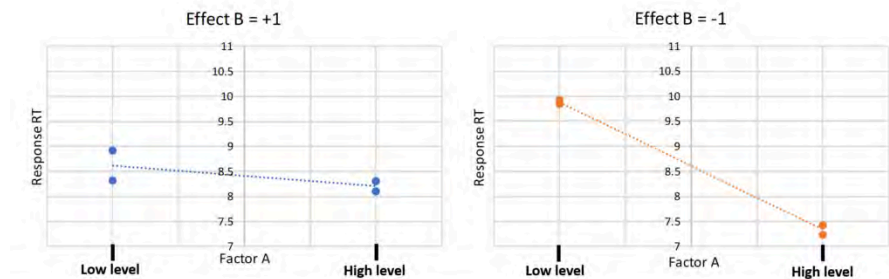 Effect B = +1
11
10.5
10
9.5
9
8.5
8
7.5
7
Response RT
Low level
Factor A
High level
Effect B = -1
11
10.5
10
9.5
9
8.5
8
7.5
7
Response RT
Low level
Factor A
High level